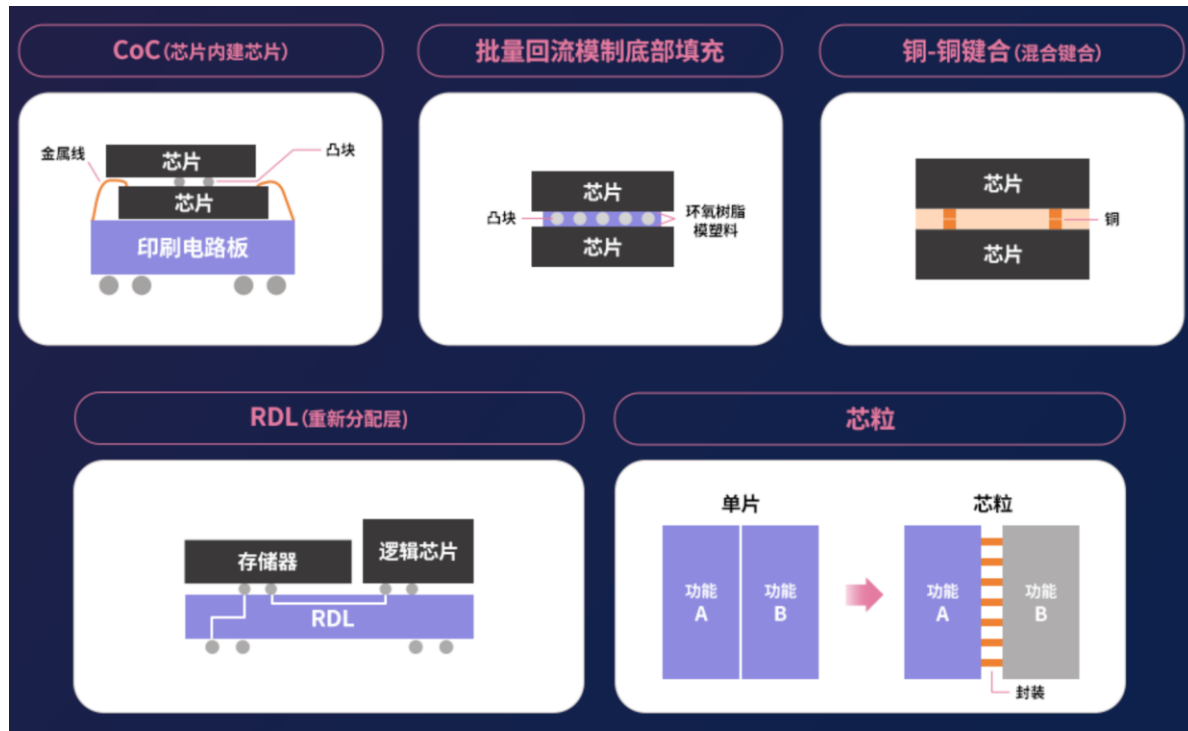 CoC(芯片内建芯片)
批量回流模制底部填充
铜-铜键合(混合键合)
金属线
芯片
凸块
芯片
印刷电路板
芯片
凸块
环氧树脂
模塑料
芯片
芯片
铜
芯片
RDL(重新分配层)
芯粒
存储器
逻辑芯片
RDL
单片
芯粒
功能
A
功能
B
功能
A
功能
B
封装